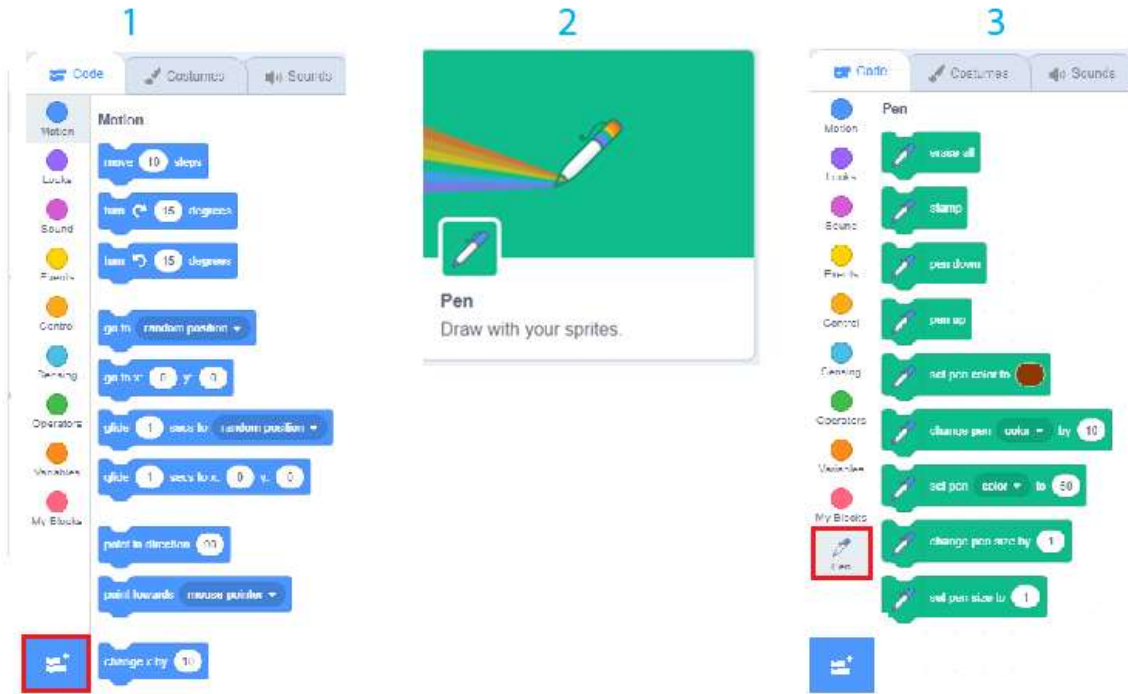 1
Code
Costumes
Sounds
Motion
Looks
Sound
Events
Control
Sensing
Operators
Variables
My Blocks
Motion
move 10 steps
turn 15 degrees
turn 15 degrees
go to random position
go to x: 0 y: 0
glide 1 secs to random position
glide 1 secs to x: 0 y: 0
point in direction 90
point towards mouse-pointer
change x by 10
2
Pen
Draw with your sprites.
3
Code
Costumes
Sounds
Motion
Looks
Sound
Events
Control
Sensing
Operators
Variables
My Blocks
Pen
Pen
erase all
stamp
pen down
pen up
set pen color to
change pen color by 10
set pen color to 50
change pen size by 1
set pen size to 1